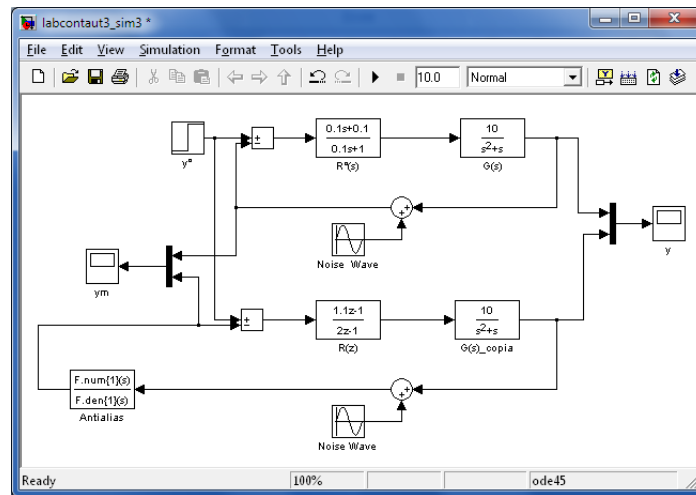 labcontaut3_sim3 *
File Edit View Simulation Format Tools Help
10.0 Normal
y°
±
0.1s+0.1
0.1s+1
R°(s)
10
s²+s
G(s)
+
+
Noise Wave
ym
y
±
1.1z-1
2z-1
R(z)
10
s²+s
G(s)_copia
F.num{1}(s)
F.den{1}(s)
Antialias
+
+
Noise Wave
Ready 100% ode45